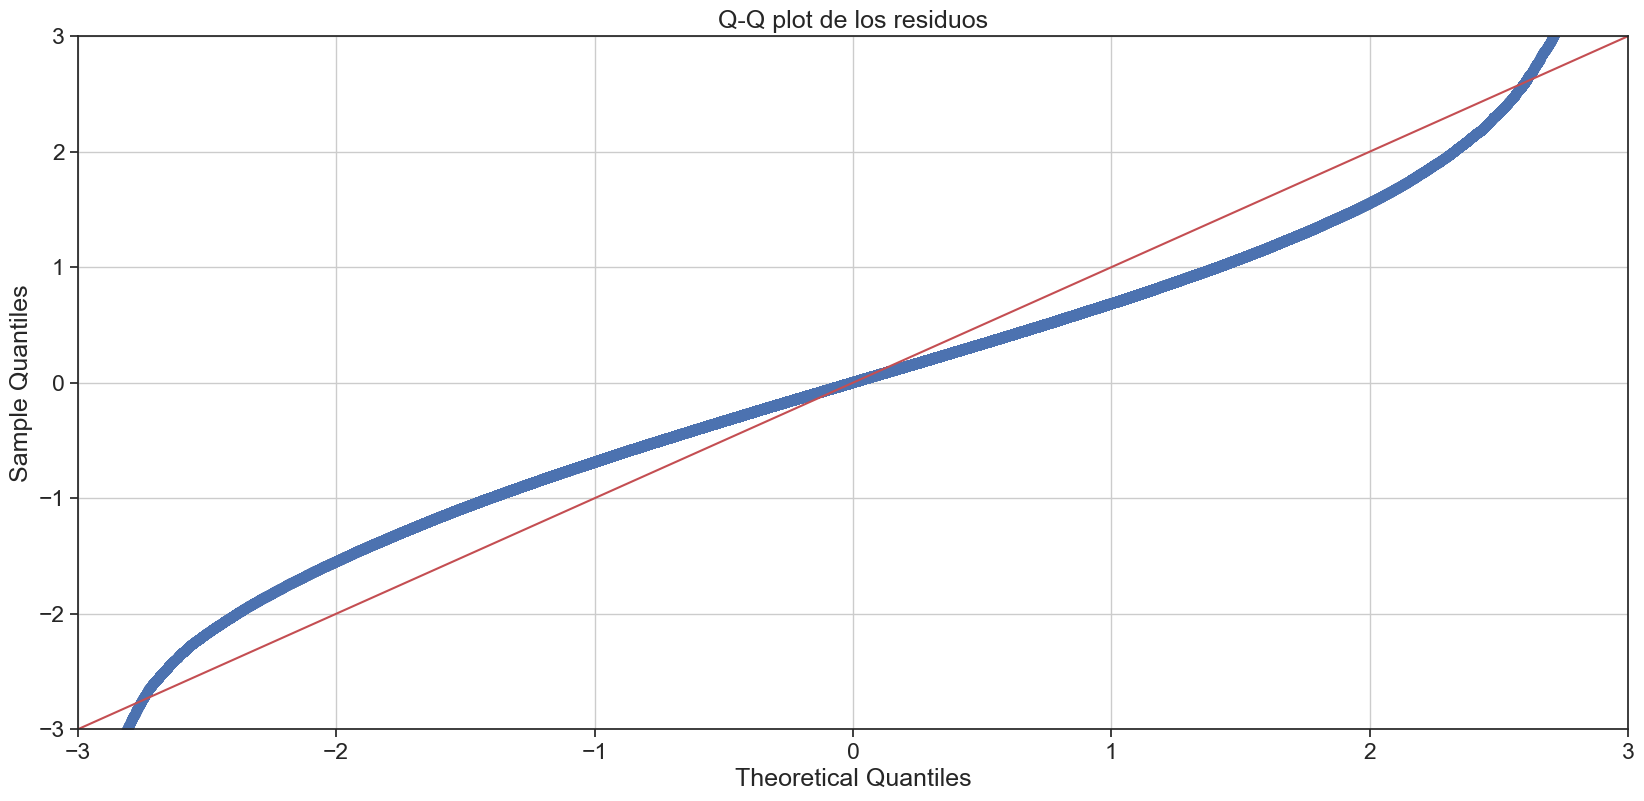 Q-Q plot de los residuos
3
2
1
0
−1
−2
−3
Sample Quantiles
−3 −2 −1 0 1 2 3
Theoretical Quantiles